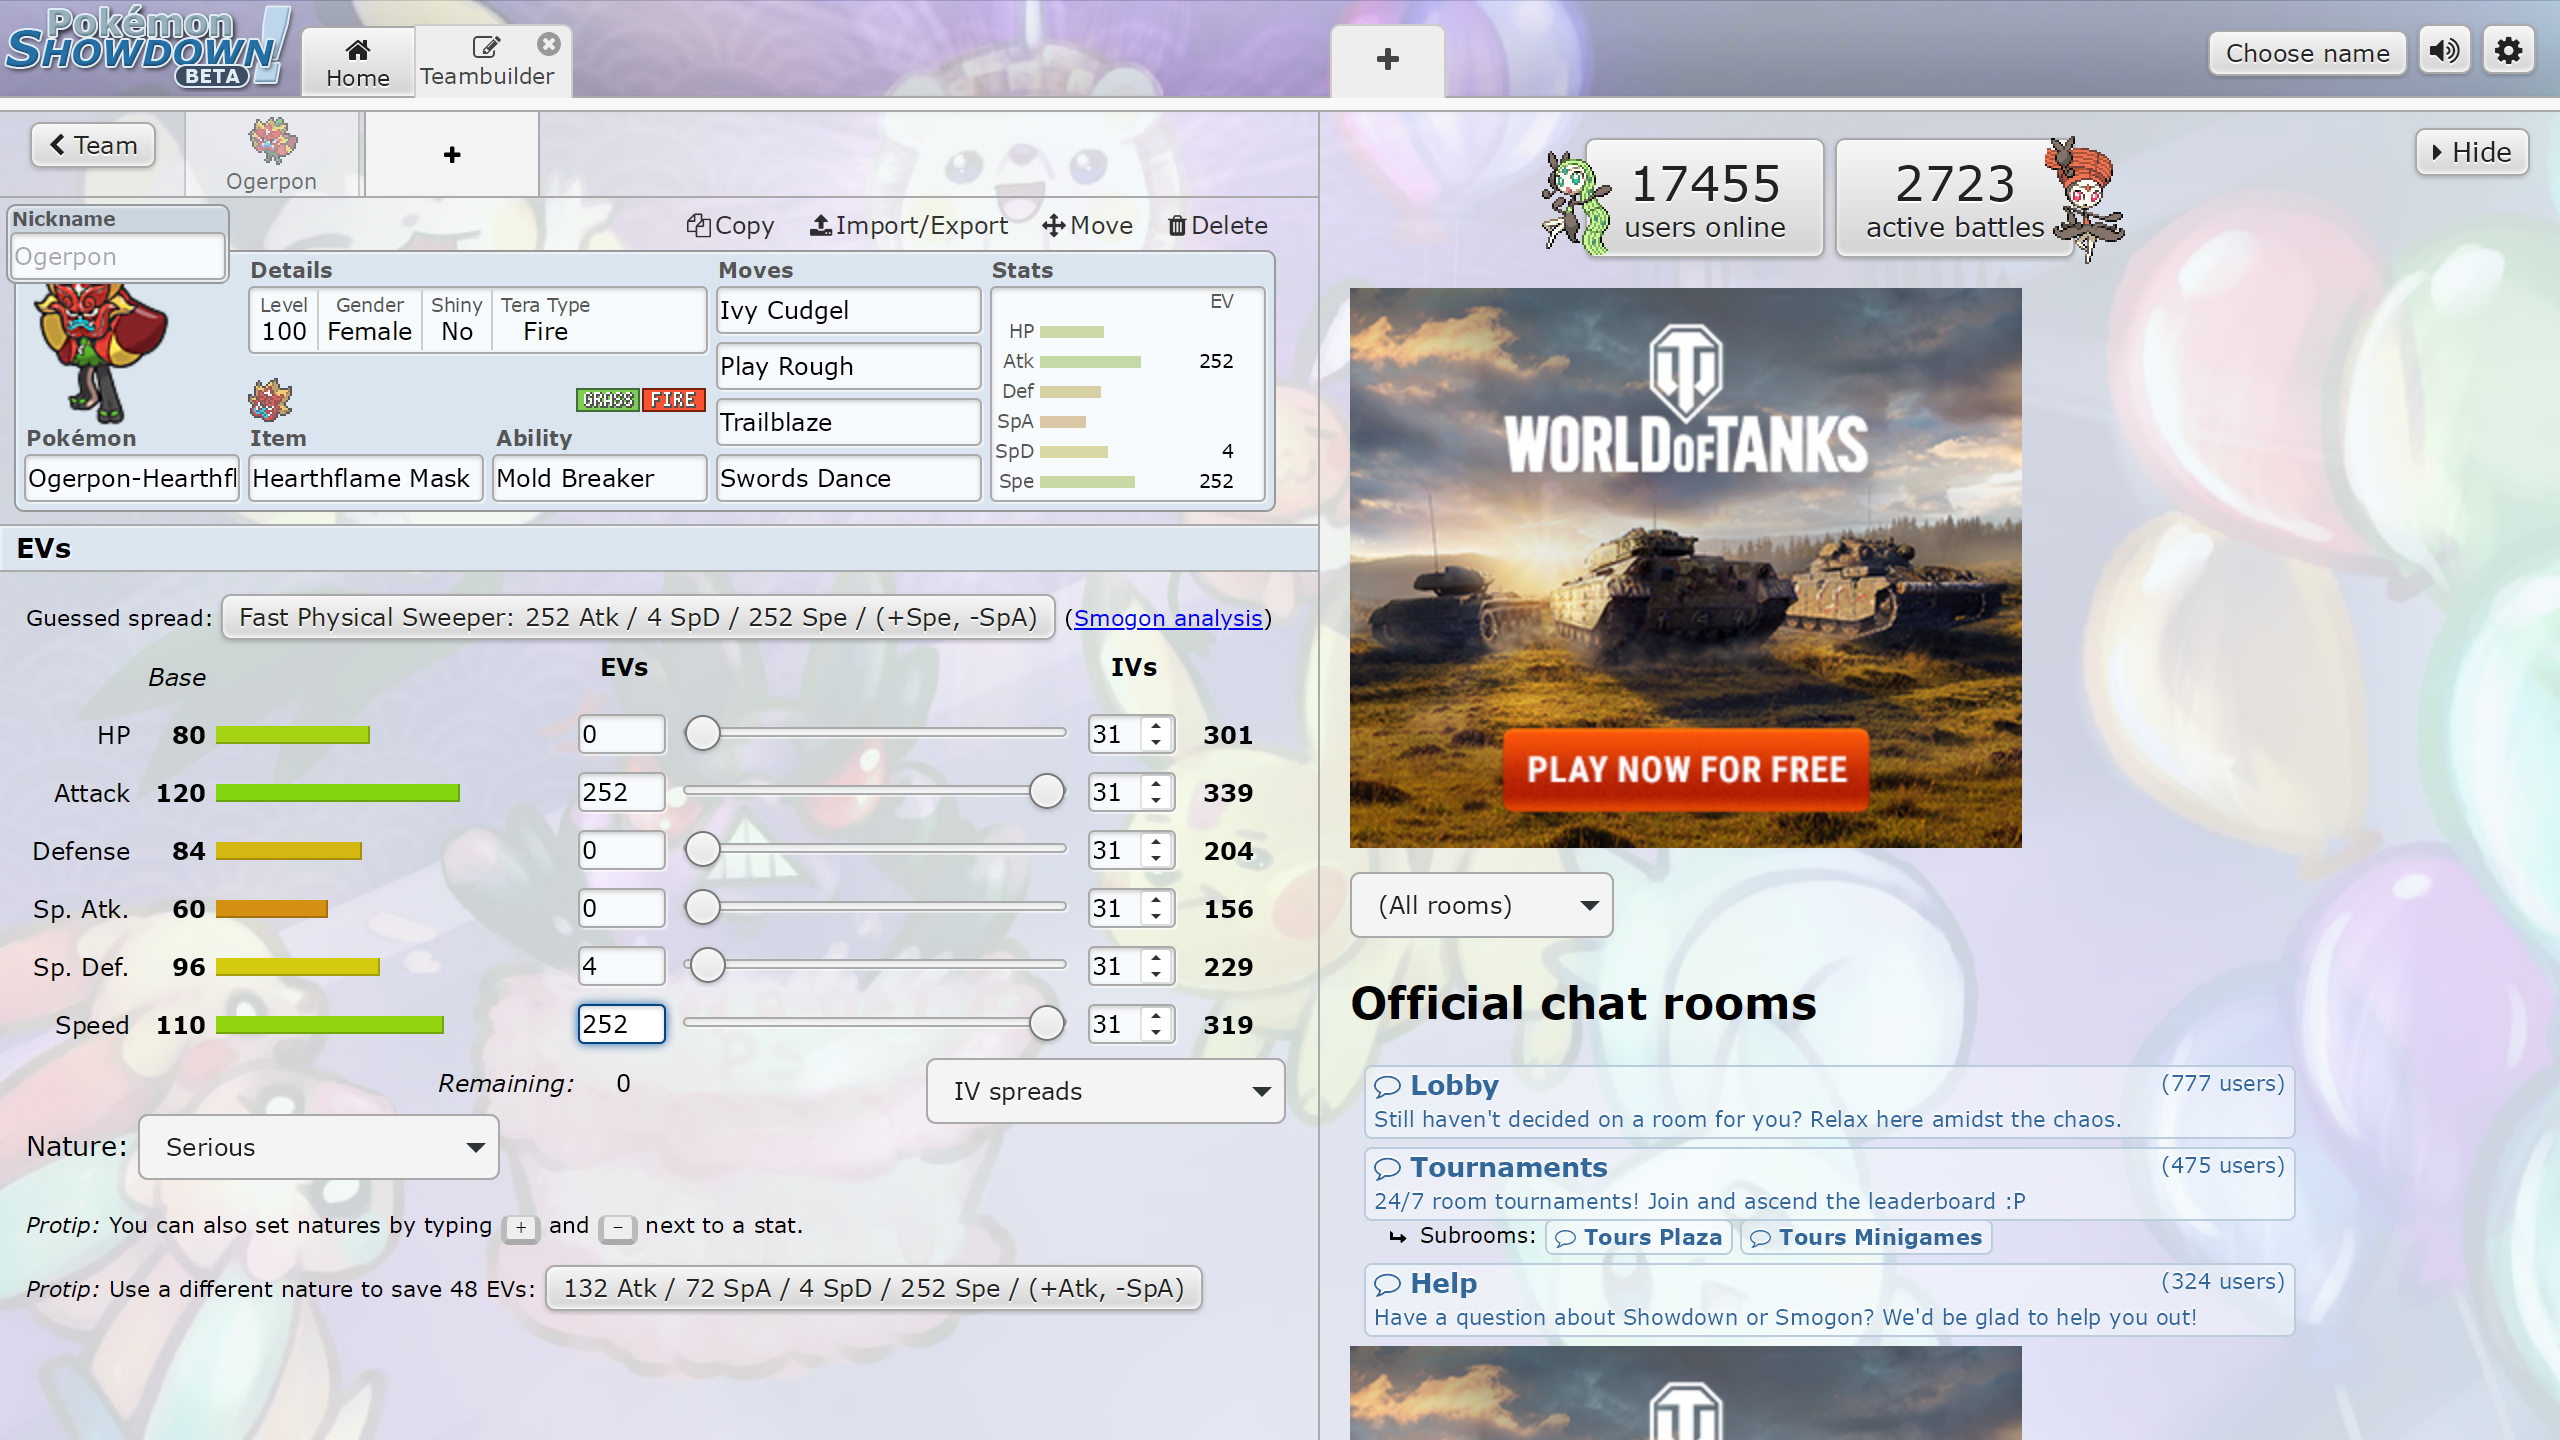 Pokémon
SHOWDOWN!
BETA
Home
Teambuilder
+
Choose name
Team
Ogerpon
+
Nickname
Ogerpon
Copy
Import/Export
Move
Delete
Details
Level
100
Gender
Female
Shiny
No
Tera Type
Fire
GRASS FIRE
Pokémon
Ogerpon-Hearthfl
Item
Hearthflame Mask
Ability
Mold Breaker
Moves
Ivy Cudgel
Play Rough
Trailblaze
Swords Dance
Stats
EV
HP
Atk 252
Def
SpA
SpD 4
Spe 252
EVs
Guessed spread: Fast Physical Sweeper: 252 Atk / 4 SpD / 252 Spe / (+Spe, -SpA) (Smogon analysis)
Base EVs IVs
HP 80 0 31 301
Attack 120 252 31 339
Defense 84 0 31 204
Sp. Atk. 60 0 31 156
Sp. Def. 96 4 31 229
Speed 110 252 31 319
Remaining: 0
IV spreads
Nature: Serious
Protip: You can also set natures by typing + and − next to a stat.
Protip: Use a different nature to save 48 EVs: 132 Atk / 72 SpA / 4 SpD / 252 Spe / (+Atk, -SpA)
17455
users online
2723
active battles
Hide
WORLD OF TANKS
PLAY NOW FOR FREE
(All rooms)
Official chat rooms
Lobby (777 users)
Still haven't decided on a room for you? Relax here amidst the chaos.
Tournaments (475 users)
24/7 room tournaments! Join and ascend the leaderboard :P
Subrooms: Tours Plaza Tours Minigames
Help (324 users)
Have a question about Showdown or Smogon? We'd be glad to help you out!